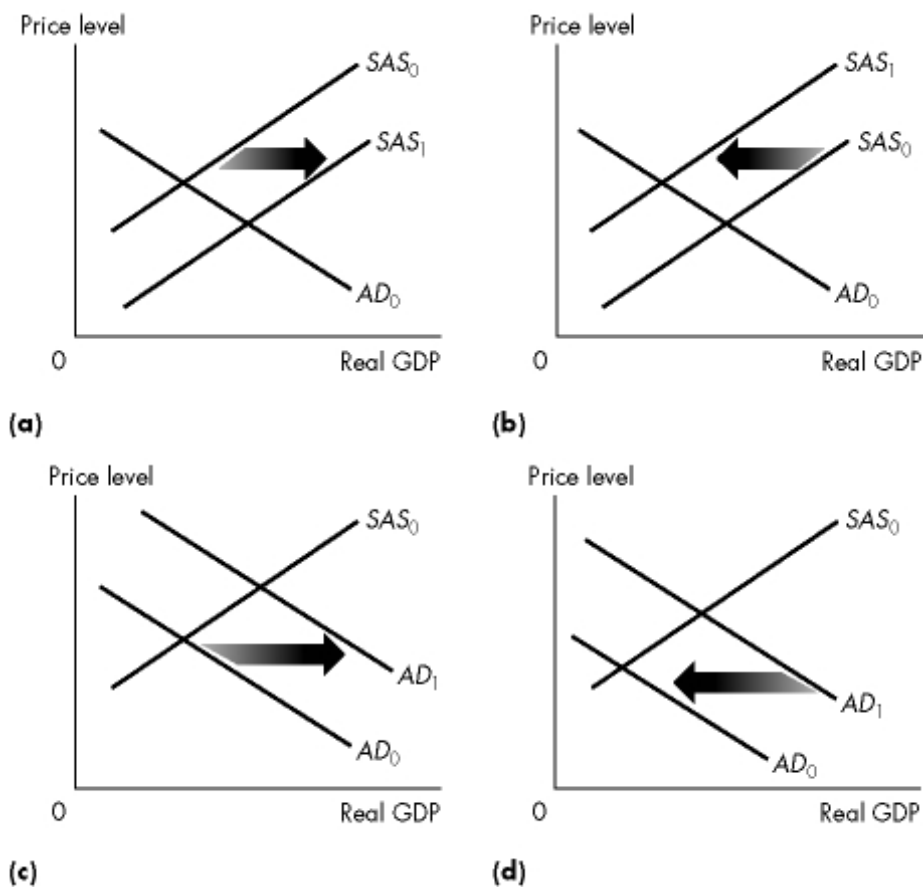 Price level
SAS₀
SAS₁
AD₀
0
Real GDP
(a)
Price level
SAS₁
SAS₀
AD₀
0
Real GDP
(b)
Price level
SAS₀
AD₁
AD₀
0
Real GDP
(c)
Price level
SAS₀
AD₁
AD₀
0
Real GDP
(d)